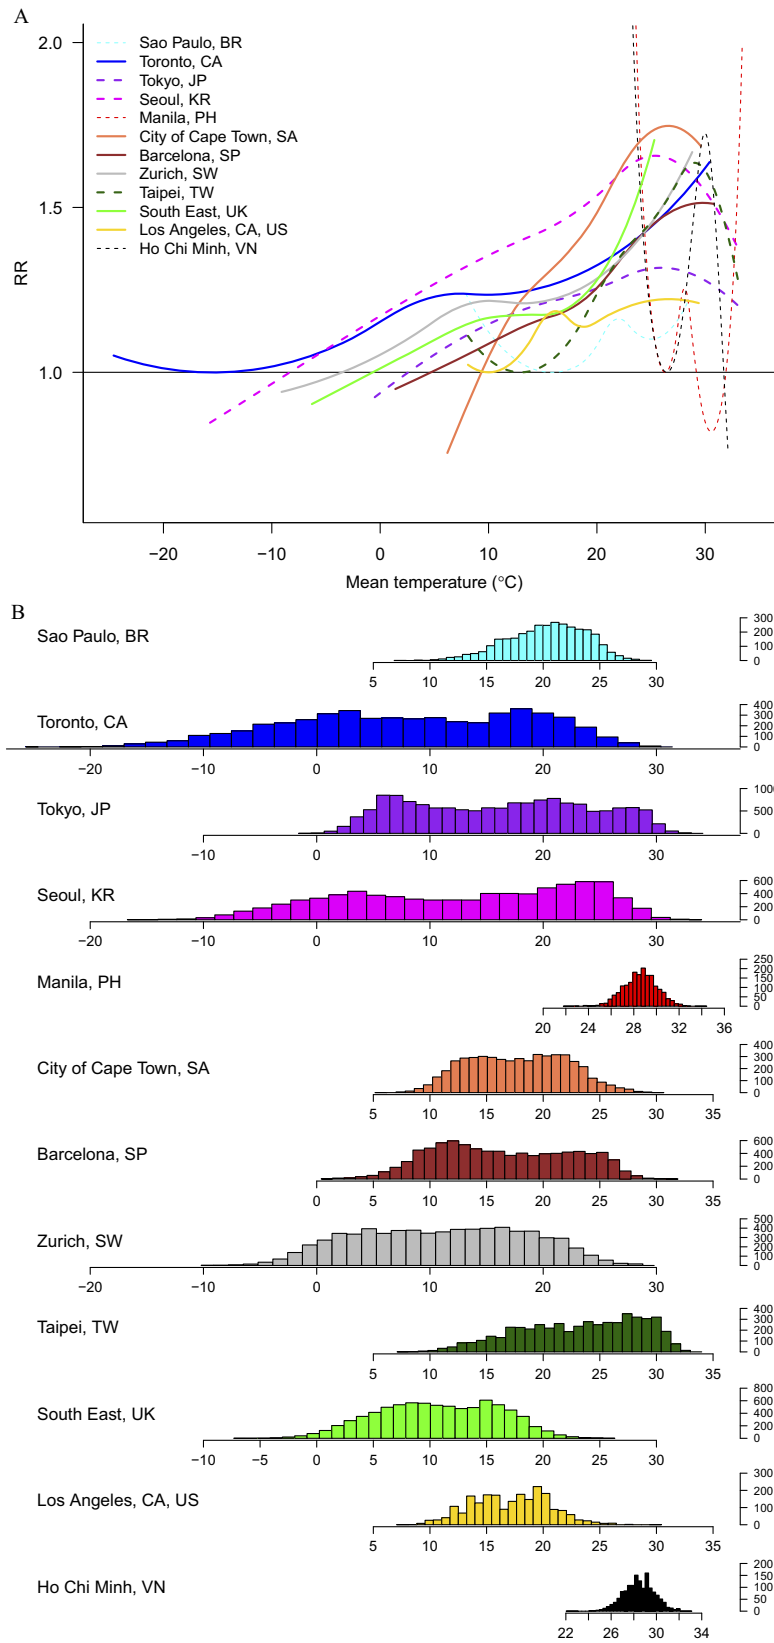 A
2.0
1.5
1.0
RR
Sao Paulo, BR
Toronto, CA
Tokyo, JP
Seoul, KR
Manila, PH
City of Cape Town, SA
Barcelona, SP
Zurich, SW
Taipei, TW
South East, UK
Los Angeles, CA, US
Ho Chi Minh, VN
−20 −10 0 10 20 30
Mean temperature (°C)
B
Sao Paulo, BR
300
200
100
0
5 10 15 20 25 30
Toronto, CA
400
300
200
100
0
−20 −10 0 10 20 30
Tokyo, JP
1000
500
0
−10 0 10 20 30
Seoul, KR
600
400
200
0
−20 −10 0 10 20 30
Manila, PH
250
200
150
100
50
0
20 24 28 32 36
City of Cape Town, SA
400
300
200
100
0
5 10 15 20 25 30 35
Barcelona, SP
600
400
200
0
0 5 10 15 20 25 30 35
Zurich, SW
500
400
300
200
100
0
−20 −10 0 10 20 30
Taipei, TW
400
300
200
100
0
5 10 15 20 25 30 35
South East, UK
800
600
400
200
0
−10 −5 0 5 10 15 20 25 30
Los Angeles, CA, US
300
200
100
0
5 10 15 20 25 30 35
Ho Chi Minh, VN
200
150
100
50
0
22 26 30 34